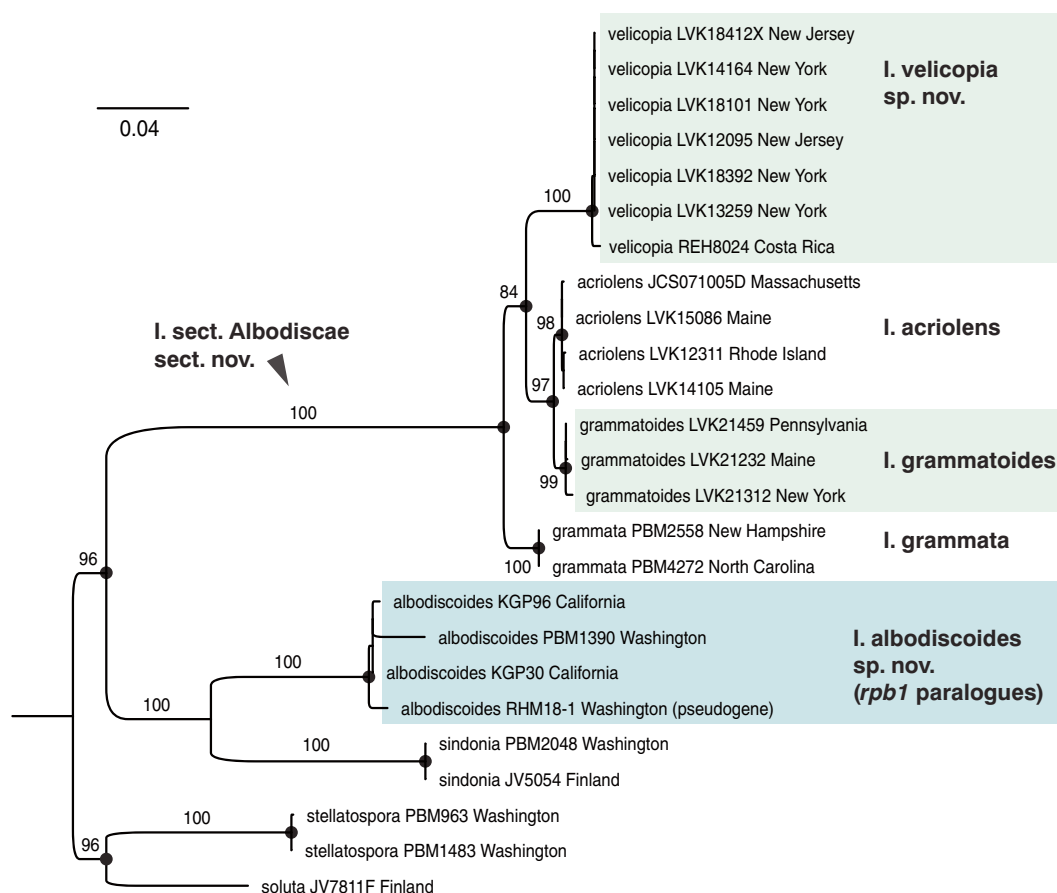 velicopia LVK18412X New Jersey
velicopia LVK14164 New York
I. velicopia
sp. nov.
velicopia LVK18101 New York
0.04
velicopia LVK12095 New Jersey
velicopia LVK18392 New York
100
velicopia LVK13259 New York
velicopia REH8024 Costa Rica
acriolens JCS071005D Massachusetts
84
98
acriolens LVK15086 Maine
I. acriolens
I. sect. Albodiscae
sect. nov.
acriolens LVK12311 Rhode Island
97
acriolens LVK14105 Maine
100
grammatoides LVK21459 Pennsylvania
grammatoides LVK21232 Maine
I. grammatoides
99
grammatoides LVK21312 New York
grammata PBM2558 New Hampshire
I. grammata
96
100
grammata PBM4272 North Carolina
albodiscoides KGP96 California
albodiscoides PBM1390 Washington
I. albodiscoides
sp. nov.
(rpb1 paralogues)
100
albodiscoides KGP30 California
albodiscoides RHM18-1 Washington (pseudogene)
100
100
sindonia PBM2048 Washington
sindonia JV5054 Finland
100
stellatospora PBM963 Washington
96
stellatospora PBM1483 Washington
soluta JV7811F Finland